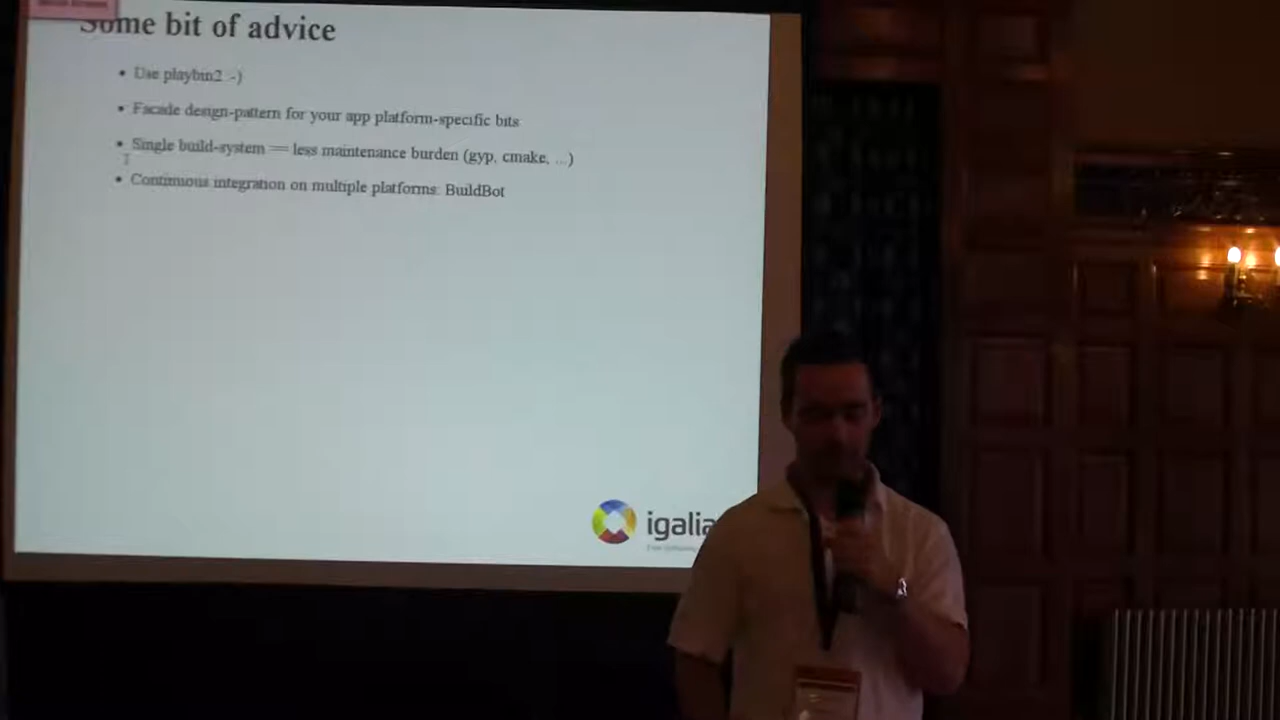 Some bit of advice
• Use playbin2 :-)
• Facade design-pattern for your app platform-specific bits
• Single build-system == less maintenance burden (gyp, cmake, ...)
• Continuous integration on multiple platforms: BuildBot
igalia